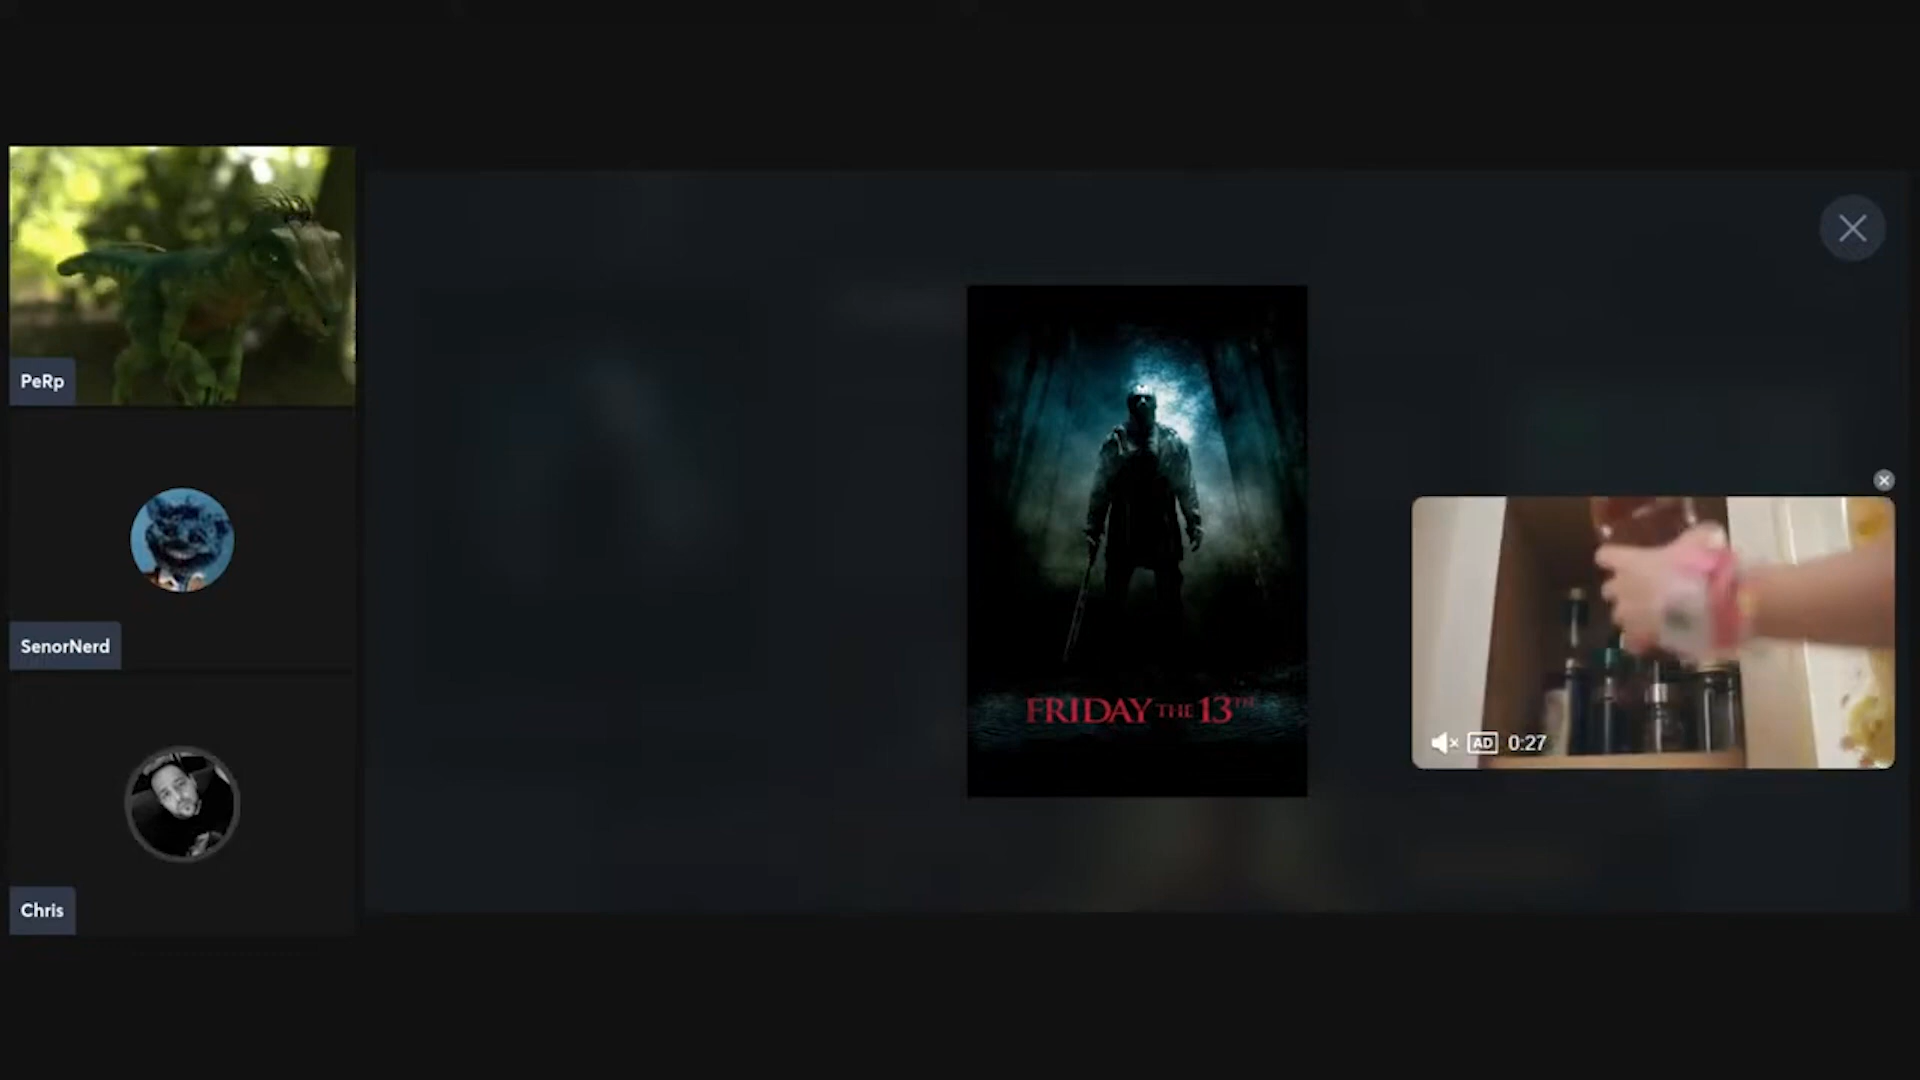 PeRp
SenorNerd
Chris
FRIDAY THE 13TH
AD 0:27